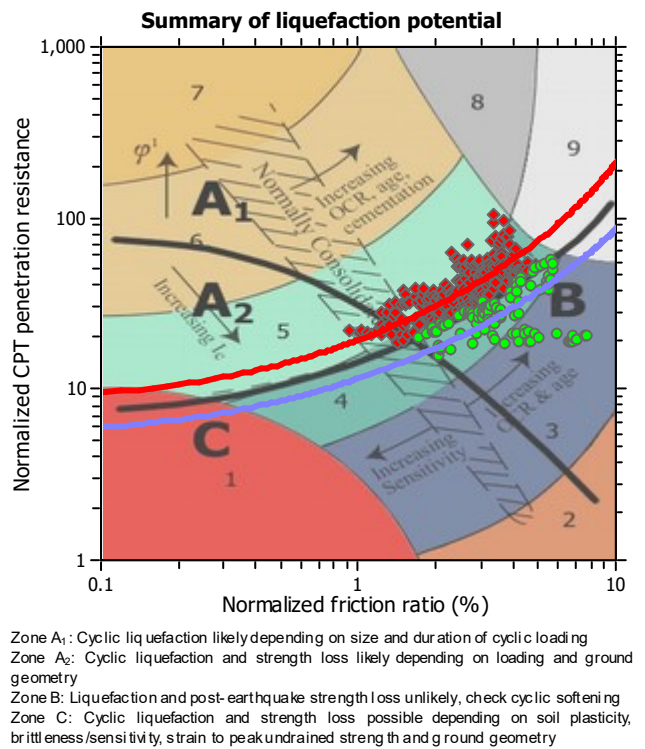 Summary of liquefaction potential
Normalized CPT penetration resistance
1,000
100
10
1
0.1
1
10
Normalized friction ratio (%)
7
8
9
φ'
A1
Increasing
OCR, age,
cementation
Normally Consolid
6
A2
Increasing Ic
5
B
4
C
1
Increasing
OCR & age
Increasing
Sensitivity
3
2
Zone A1: Cyclic liquefaction likely depending on size and duration of cyclic loading
Zone A2: Cyclic liquefaction and strength loss likely depending on loading and ground
geometry
Zone B: Liquefaction and post-earthquake strength loss unlikely, check cyclic softening
Zone C: Cyclic liquefaction and strength loss possible depending on soil plasticity,
brittleness/sensitivity, strain to peak undrained strength and ground geometry